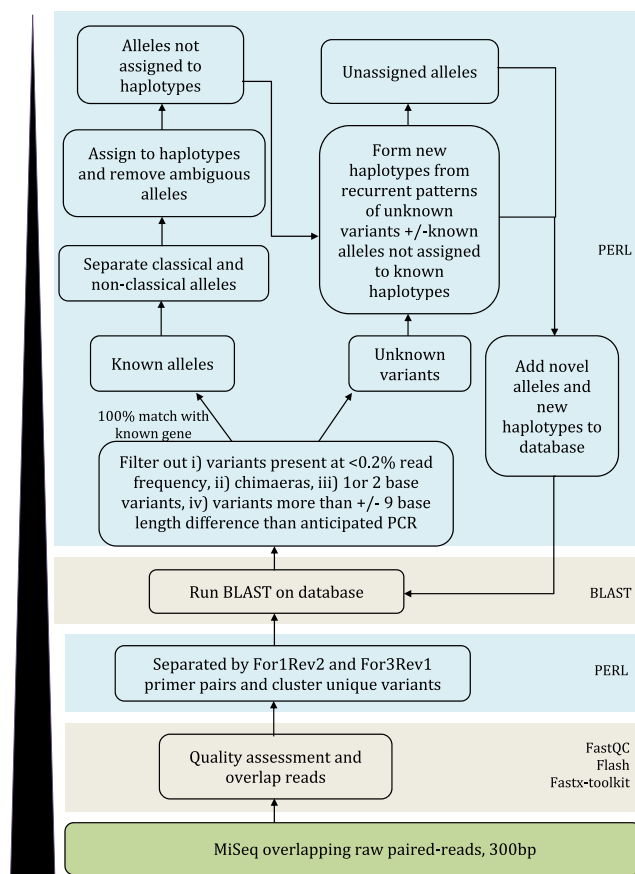 Alleles not
assigned to
haplotypes
Unassigned alleles
Assign to haplotypes
and remove ambiguous
alleles
Form new
haplotypes from
recurrent patterns
of unknown
variants +/-known
alleles not assigned
to known
haplotypes
PERL
Separate classical and
non-classical alleles
Known alleles
Unknown
variants
Add novel
alleles and
new
haplotypes to
database
100% match with
known gene
Filter out i) variants present at <0.2% read
frequency, ii) chimaeras, iii) 1or 2 base
variants, iv) variants more than +/- 9 base
length difference than anticipated PCR
Run BLAST on database
BLAST
Separated by For1Rev2 and For3Rev1
primer pairs and cluster unique variants
PERL
Quality assessment and
overlap reads
FastQC
Flash
Fastx-toolkit
MiSeq overlapping raw paired-reads, 300bp